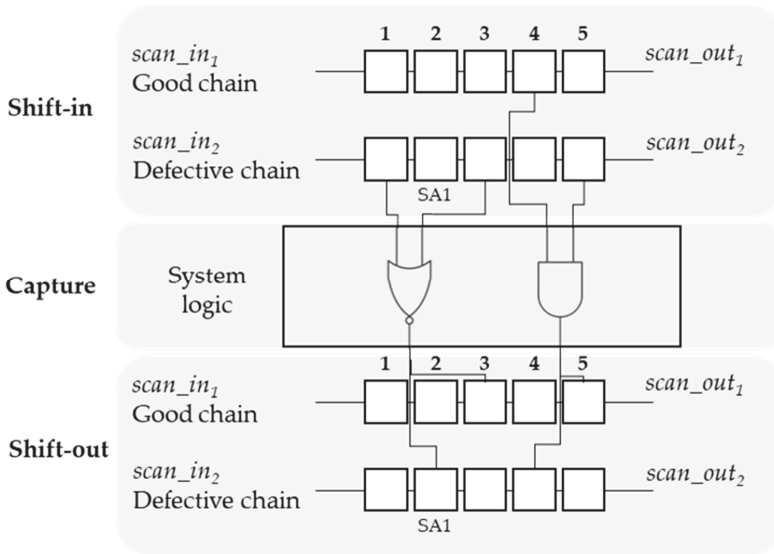 1 2 3 4 5
scan_in1 scan_out1
Good chain
Shift-in
scan_in2 scan_out2
Defective chain
SA1
Capture
System
logic
1 2 3 4 5
scan_in1 scan_out1
Good chain
Shift-out
scan_in2 scan_out2
Defective chain
SA1